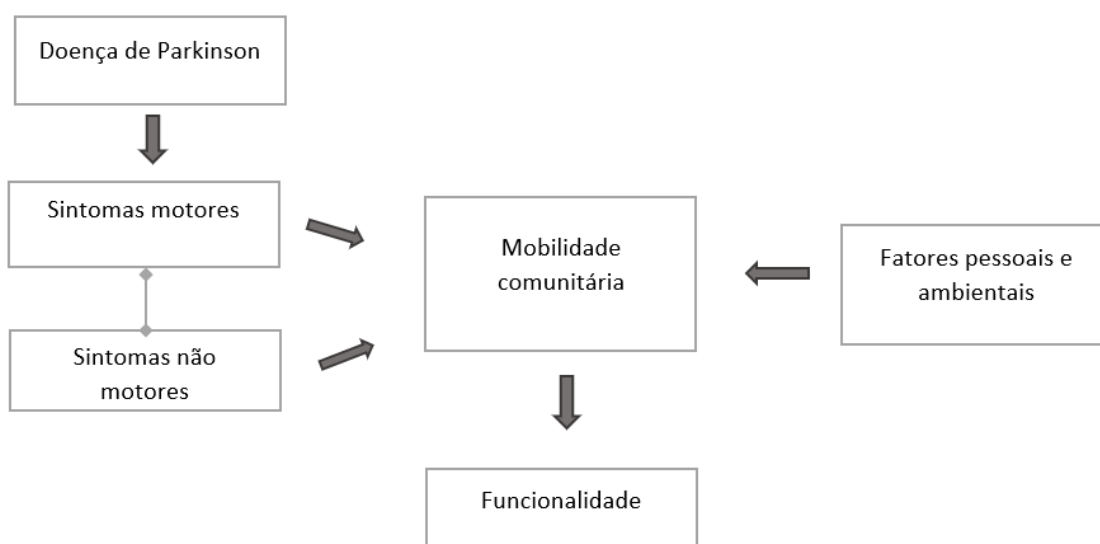 Doença de Parkinson
Sintomas motores
Sintomas não
motores
Mobilidade
comunitária
Fatores pessoais e
ambientais
Funcionalidade